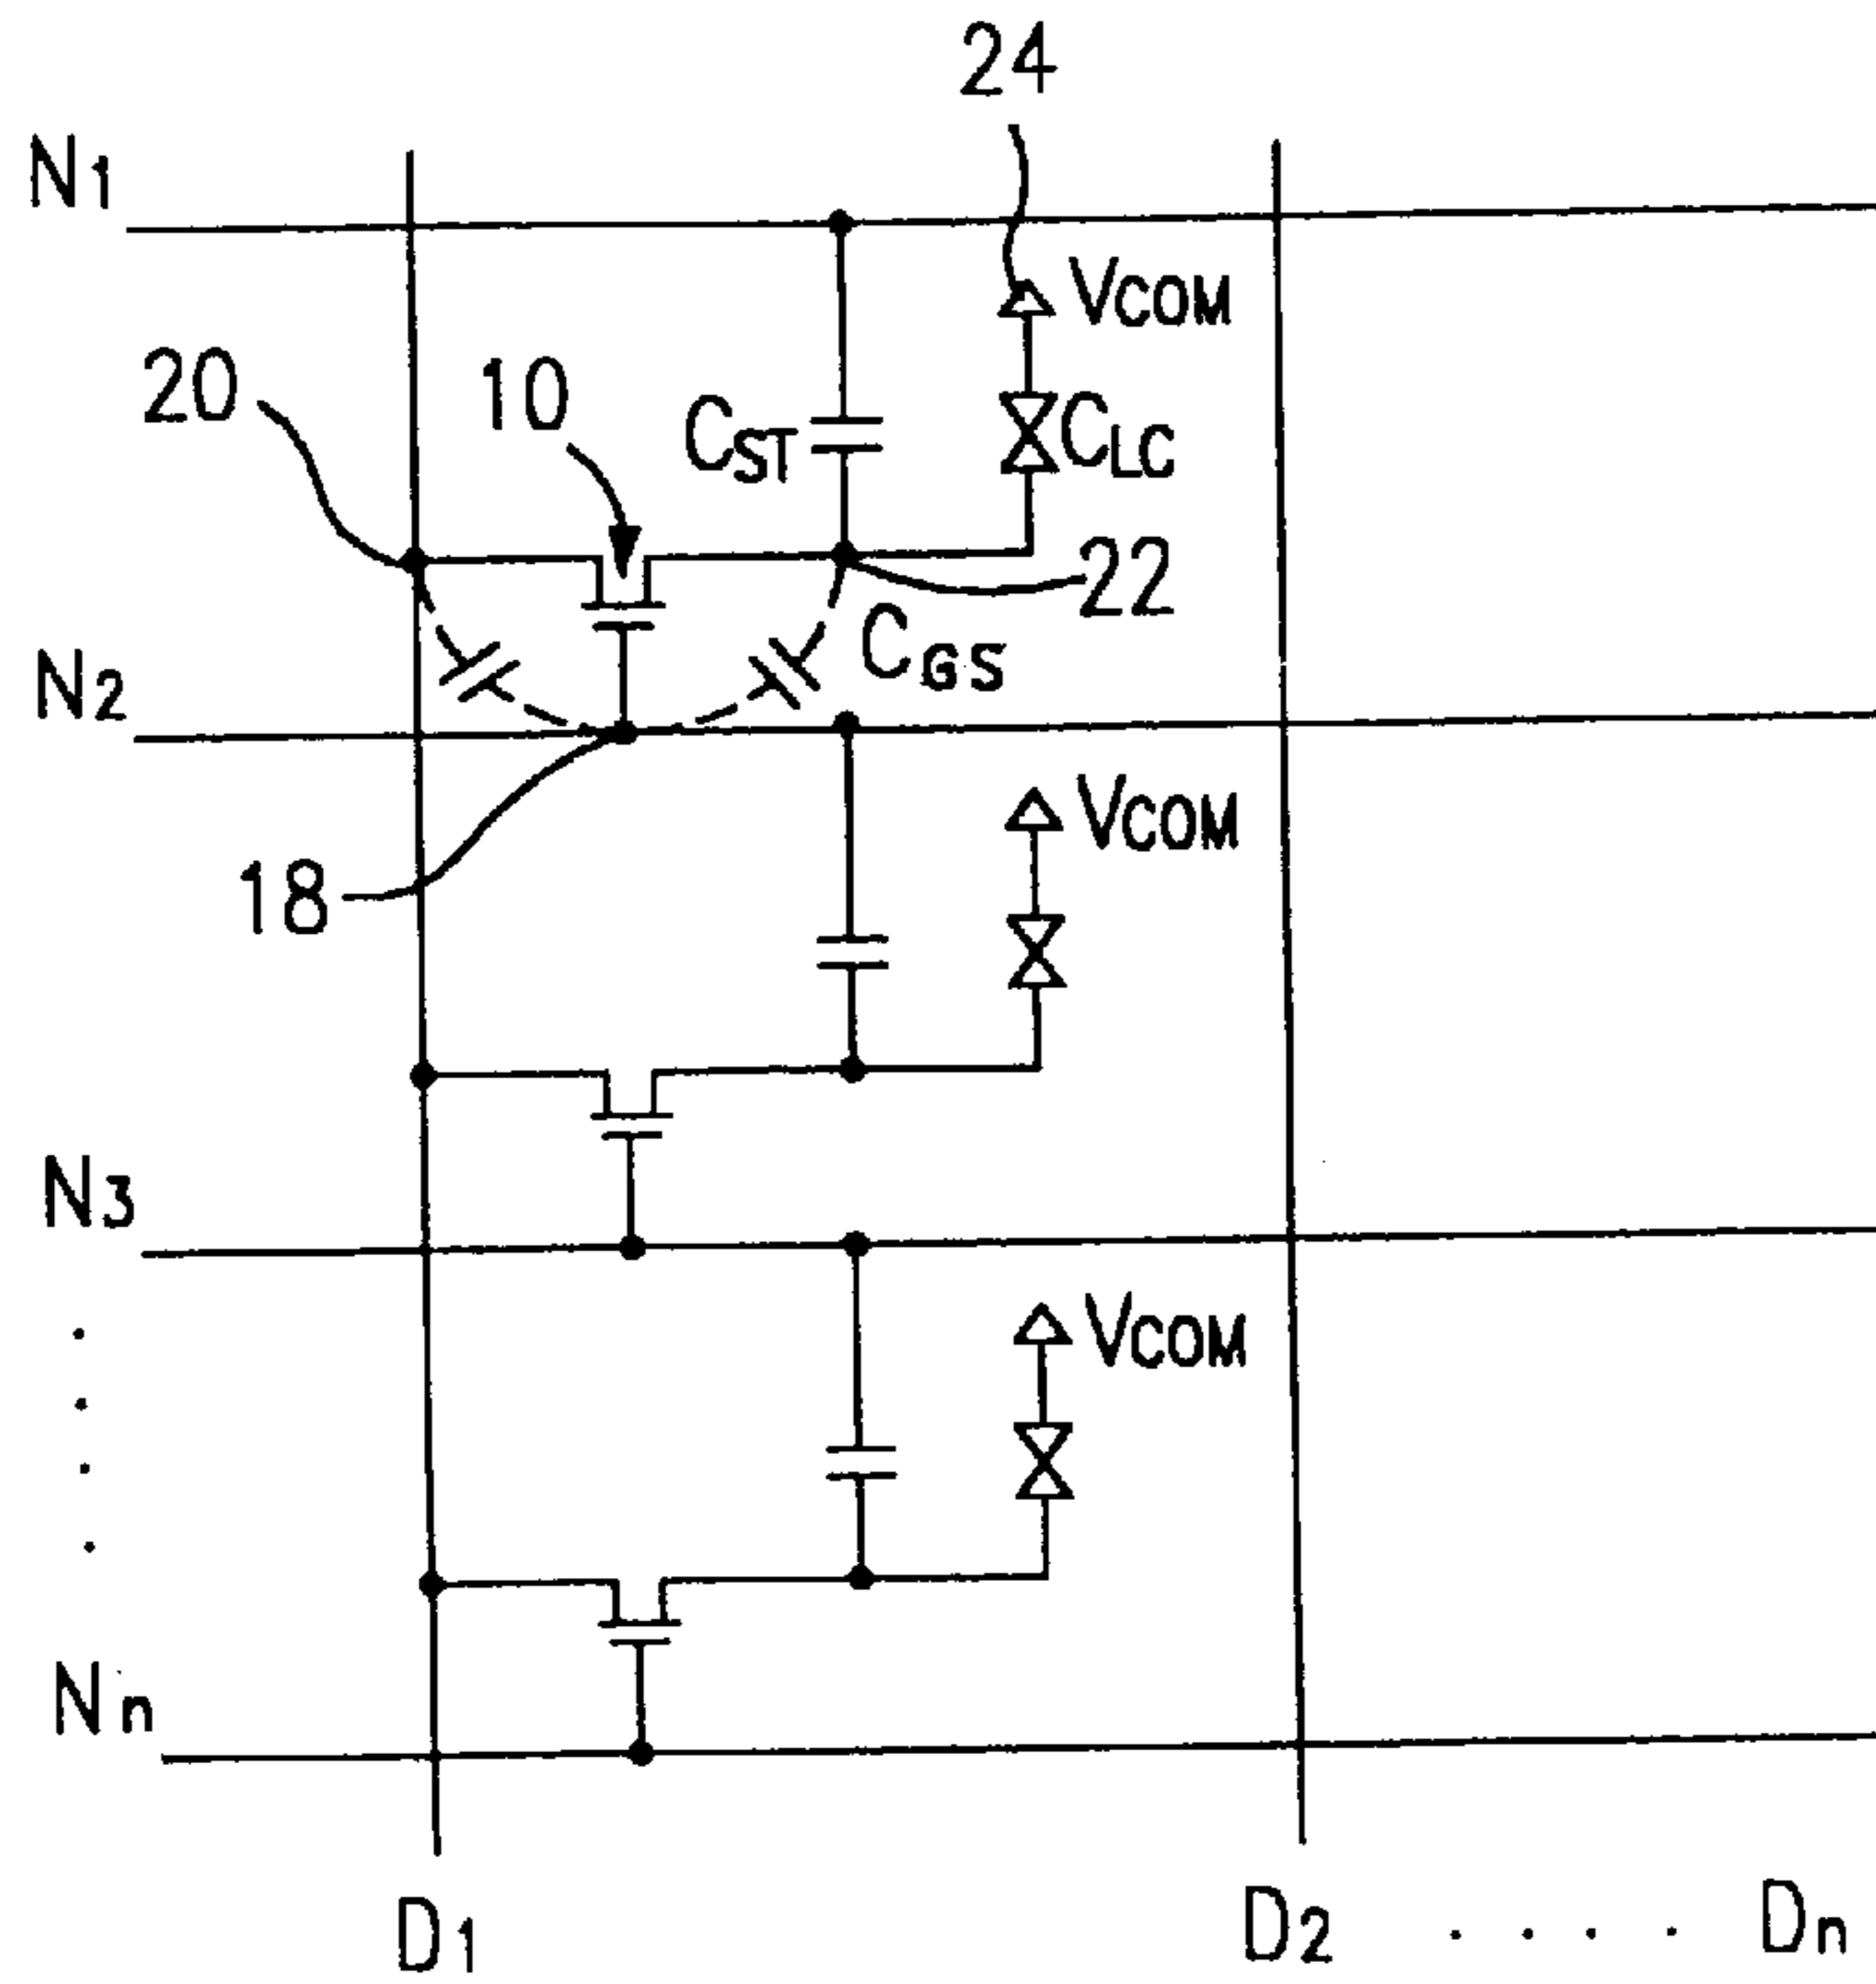 24
N1
VCOM
20
10
CST
CLC
22
CGS
N2
VCOM
18
N3
VCOM
Nn
D1
D2
. . . .
Dn